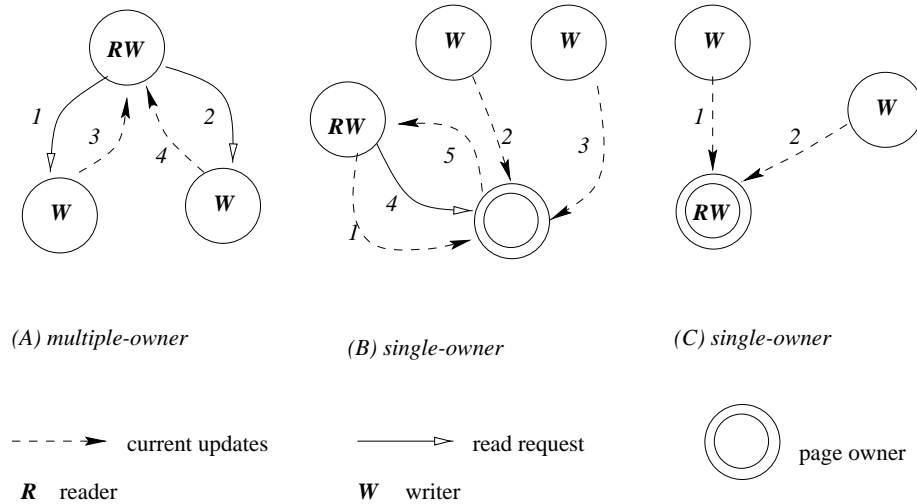 W W
RW W
1 2
3
4
W W
RW
2
5
3
4
1
W
1 2
RW
(A) multiple-owner
(B) single-owner
(C) single-owner
current updates
read request
page owner
R reader
W writer